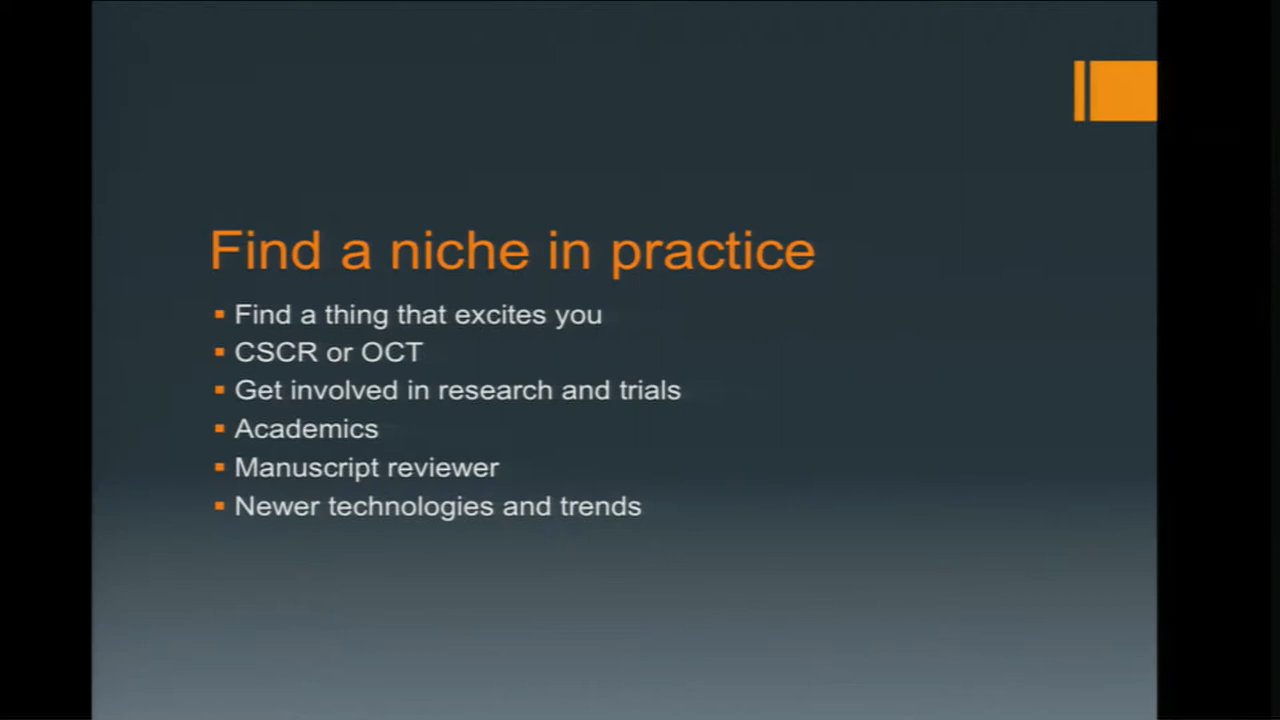 Find a niche in practice
Find a thing that excites you
CSCR or OCT
Get involved in research and trials
Academics
Manuscript reviewer
Newer technologies and trends